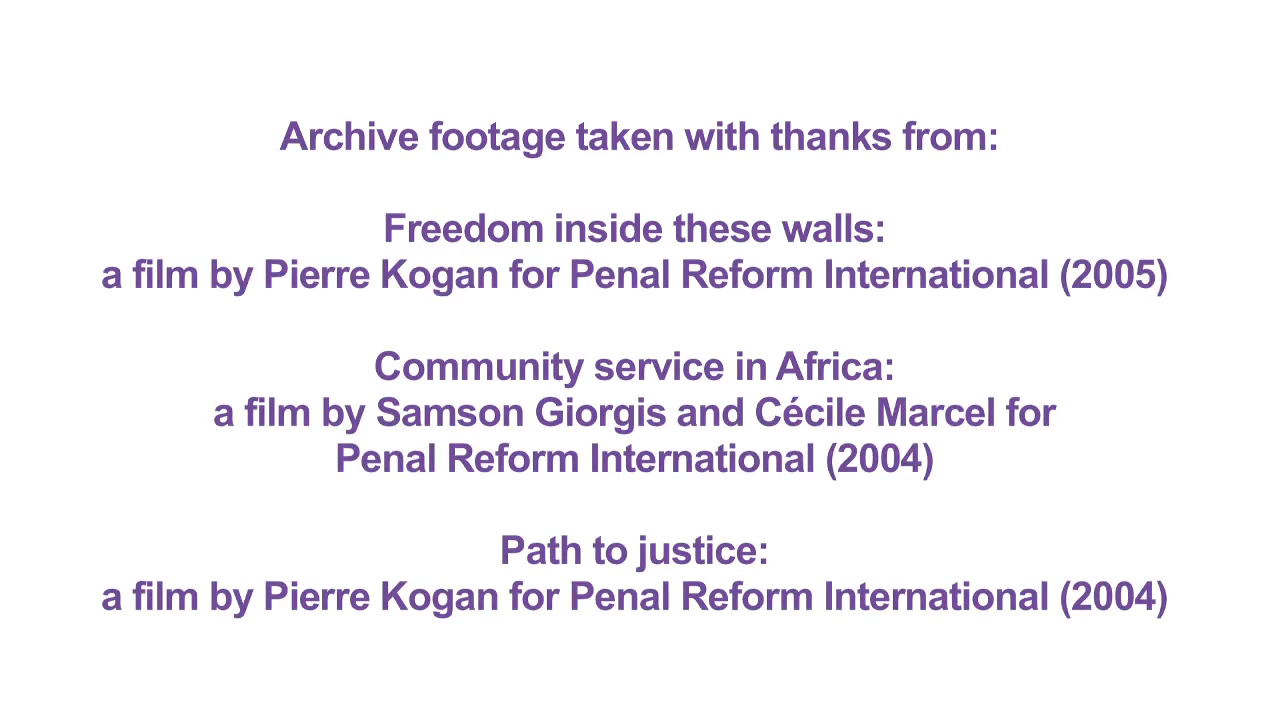 Archive footage taken with thanks from:
Freedom inside these walls:
a film by Pierre Kogan for Penal Reform International (2005)
Community service in Africa:
a film by Samson Giorgis and Cécile Marcel for
Penal Reform International (2004)
Path to justice:
a film by Pierre Kogan for Penal Reform International (2004)